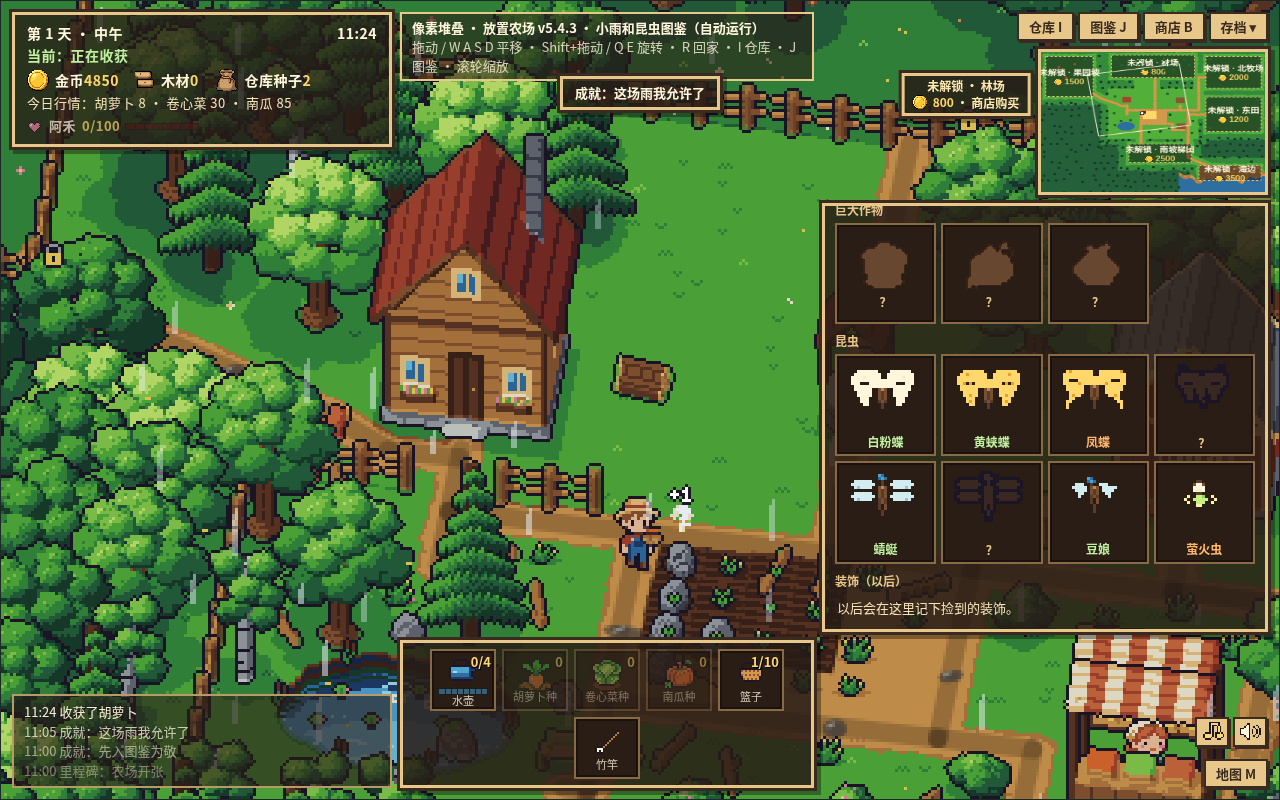 第 1 天 · 中午 11:24
当前：正在收获
金币4850 木材0 仓库种子2
今日行情：胡萝卜 8 · 卷心菜 30 · 南瓜 85
阿禾 0/100
像素堆叠 · 放置农场 v5.4.3 · 小雨和昆虫图鉴（自动运行）
拖动 / W A S D 平移 · Shift+拖动 / Q E 旋转 · R 回家 · I 仓库 · J
图鉴 · 滚轮缩放
成就：这场雨我允许了
仓库 I
图鉴 J
商店 B
存档 ▾
未解锁 · 林场
800 · 商店购买
未解锁 · 果园坡
1500
未解锁 · 林场
800
未解锁 · 北牧场
2000
未解锁 · 东田
1200
未解锁 · 南坡梯田
2500
未解锁 · 海边
3500
巨大作物
? ? ?
昆虫
白粉蝶 黄蛱蝶 凤蝶 ?
蜻蜓 ? 豆娘 萤火虫
装饰（以后）
以后会在这里记下捡到的装饰。
+1
0/4 0 0 0 1/10
水壶 胡萝卜种 卷心菜种 南瓜种 篮子
竹竿
11:24 收获了胡萝卜
11:05 成就：这场雨我允许了
11:00 成就：先入图鉴为敬
11:00 里程碑：农场开张
地图 M